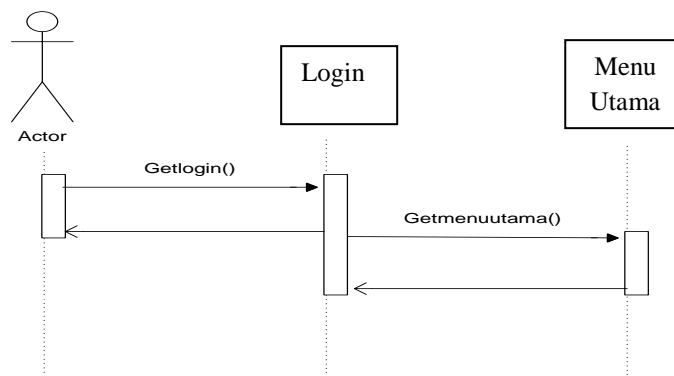 Login
Menu
Utama
Actor
Getlogin()
Getmenuutama()